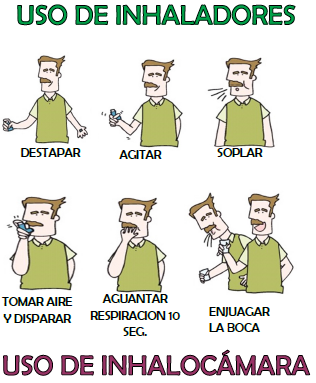 USO DE INHALADORES
DESTAPAR
AGITAR
SOPLAR
TOMAR AIRE
Y DISPARAR
AGUANTAR
RESPIRACION 10
SEG.
ENJUAGAR
LA BOCA
USO DE INHALOCÁMARA